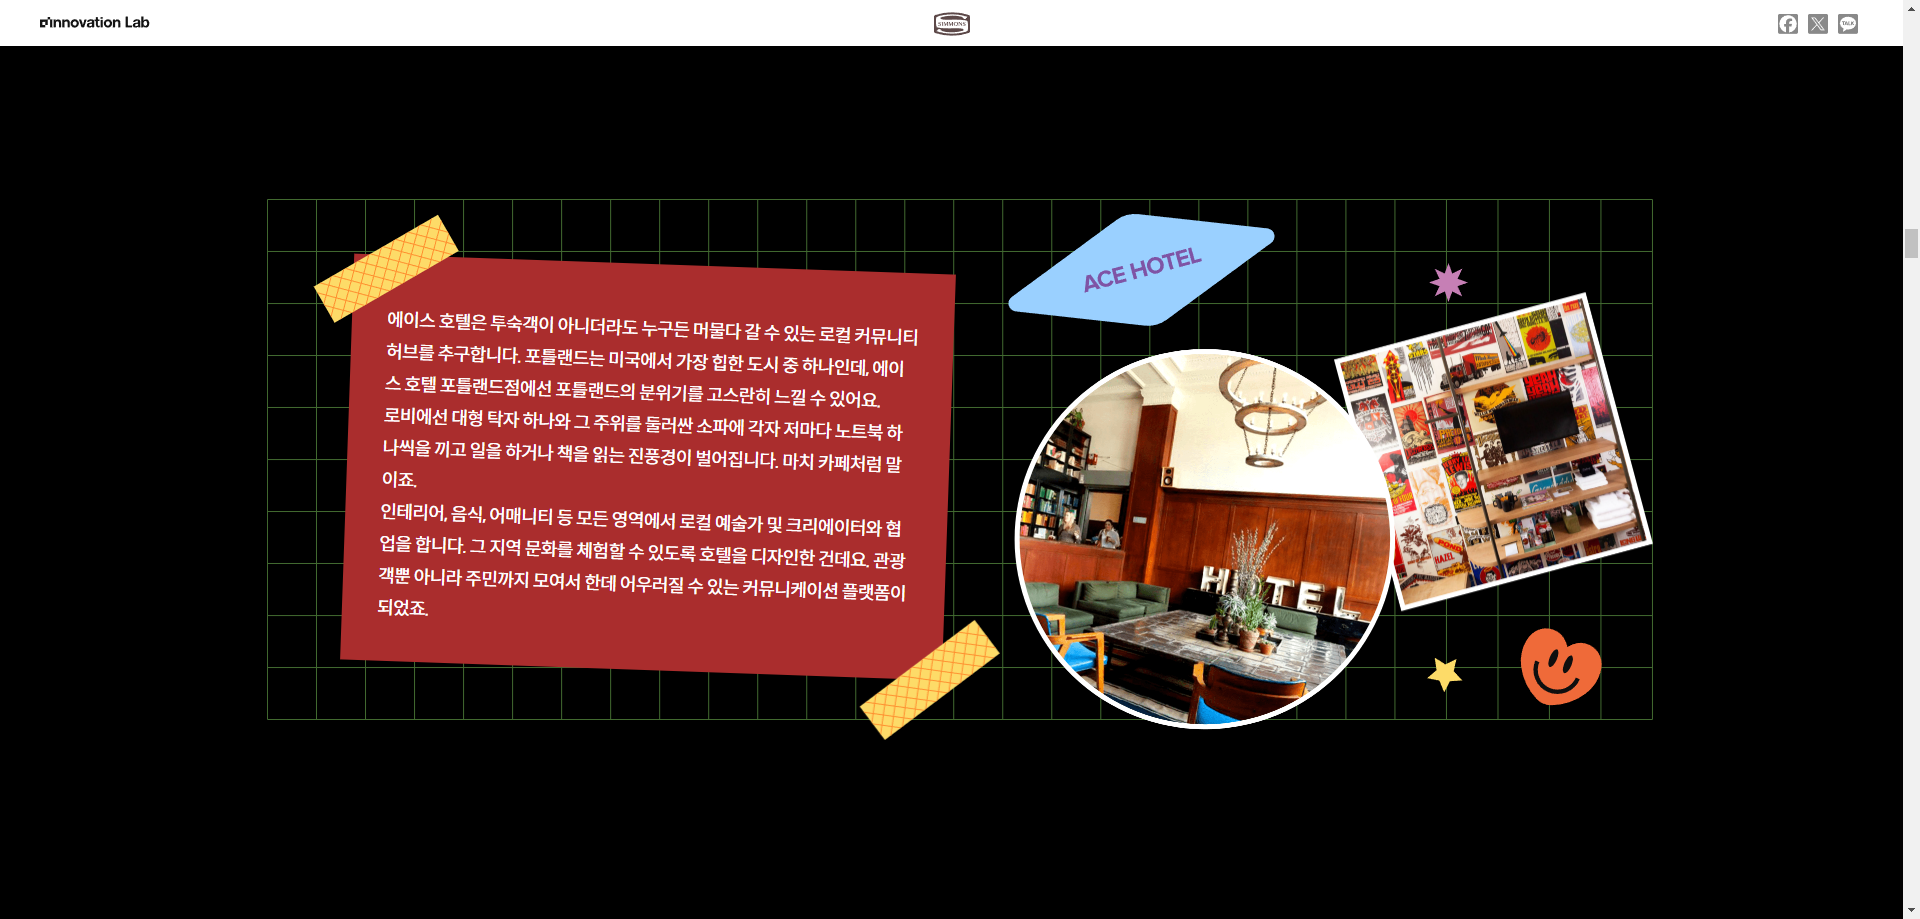 innovation Lab
SIMMONS
TALK
ACE HOTEL
에이스 호텔은 투숙객이 아니더라도 누구든 머물다 갈 수 있는 로컬 커뮤니티
허브를 추구합니다. 포틀랜드는 미국에서 가장 힙한 도시 중 하나인데, 에이
스 호텔 포틀랜드점에선 포틀랜드의 분위기를 고스란히 느낄 수 있어요.
로비에선 대형 탁자 하나와 그 주위를 둘러싼 소파에 각자 저마다 노트북 하
나씩을 끼고 일을 하거나 책을 읽는 진풍경이 벌어집니다. 마치 카페처럼 말
이죠.
인테리어, 음식, 어매니티 등 모든 영역에서 로컬 예술가 및 크리에이터와 협
업을 합니다. 그 지역 문화를 체험할 수 있도록 호텔을 디자인한 건데요. 관광
객뿐 아니라 주민까지 모여서 한데 어우러질 수 있는 커뮤니케이션 플랫폼이
되었죠.
HOTEL
HAZEL